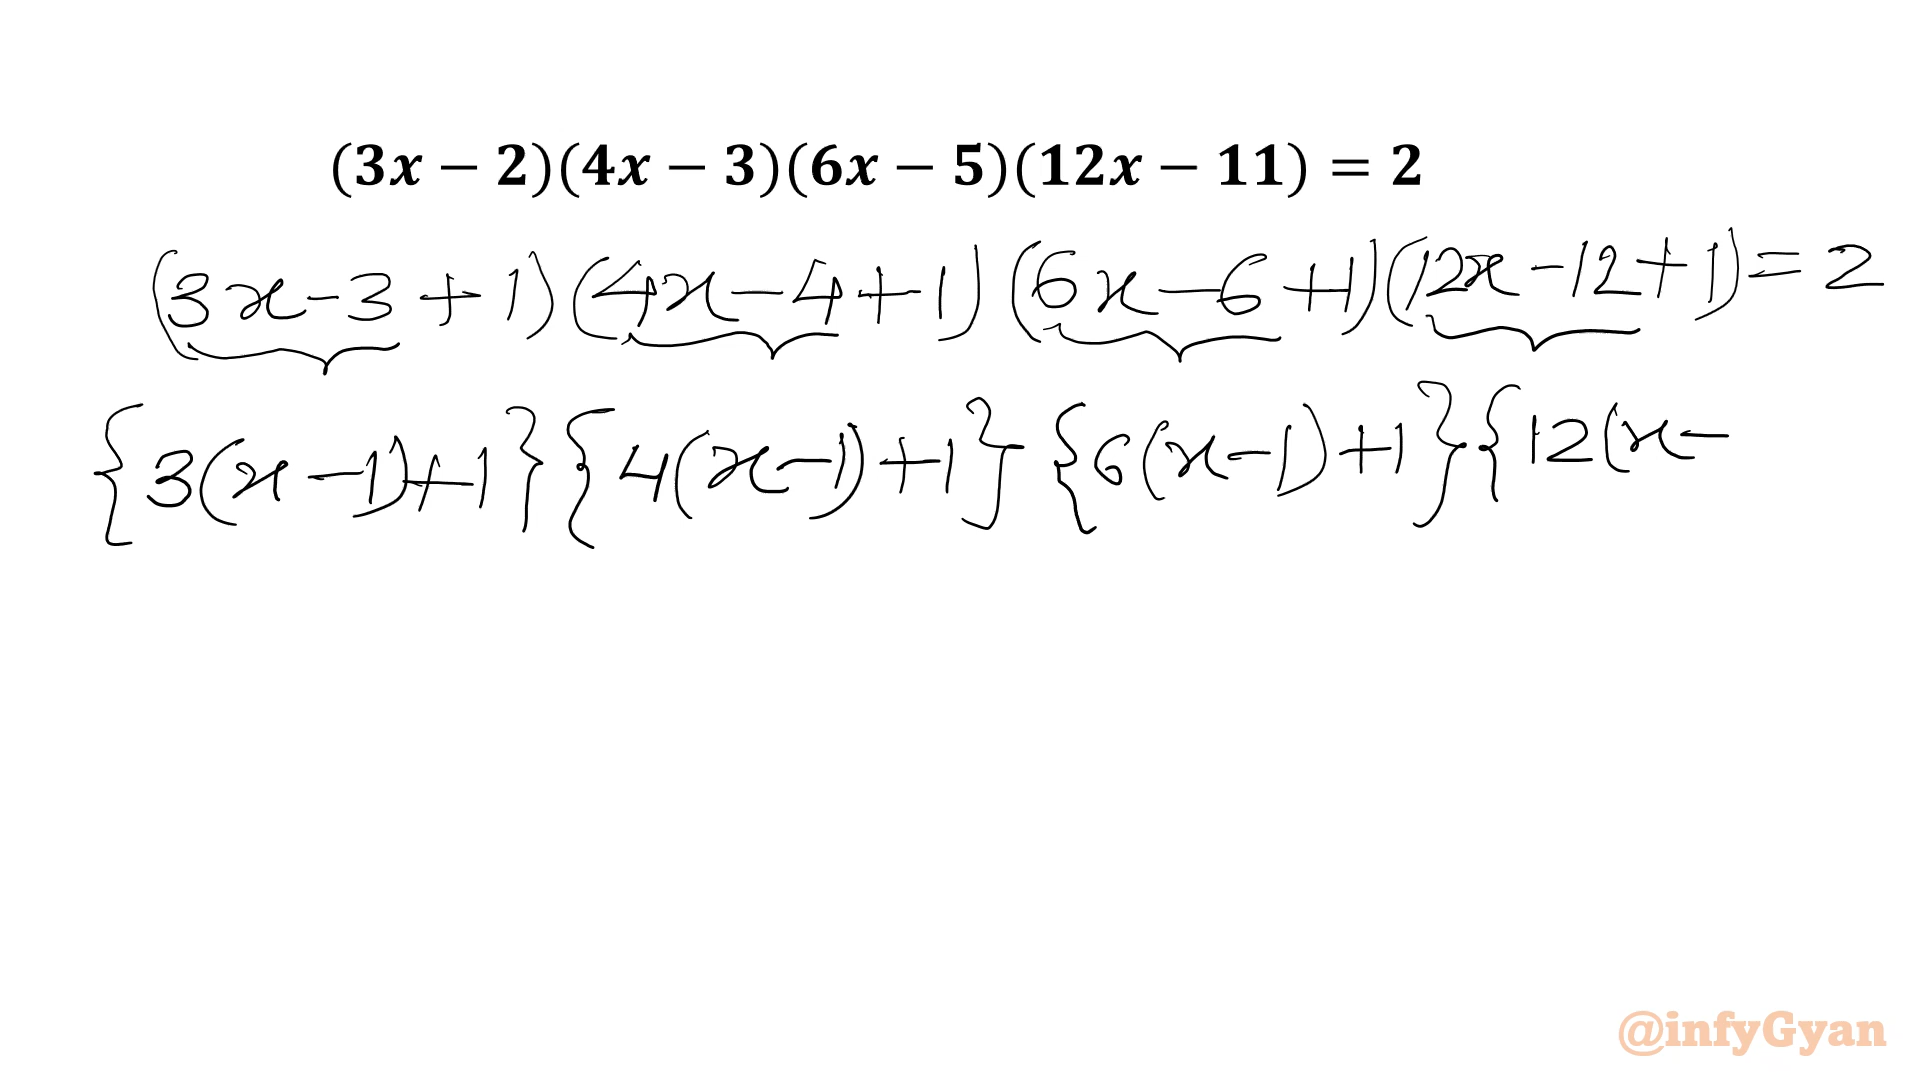 (3x − 2)(4x − 3)(6x − 5)(12x − 11) = 2
(3x-3+1)(4x-4+1)(6x-6+1)(12x-12+1)=2
{3(x-1)+1}{4(x-1)+1}{6(x-1)+1}{12(x-
@infyGyan